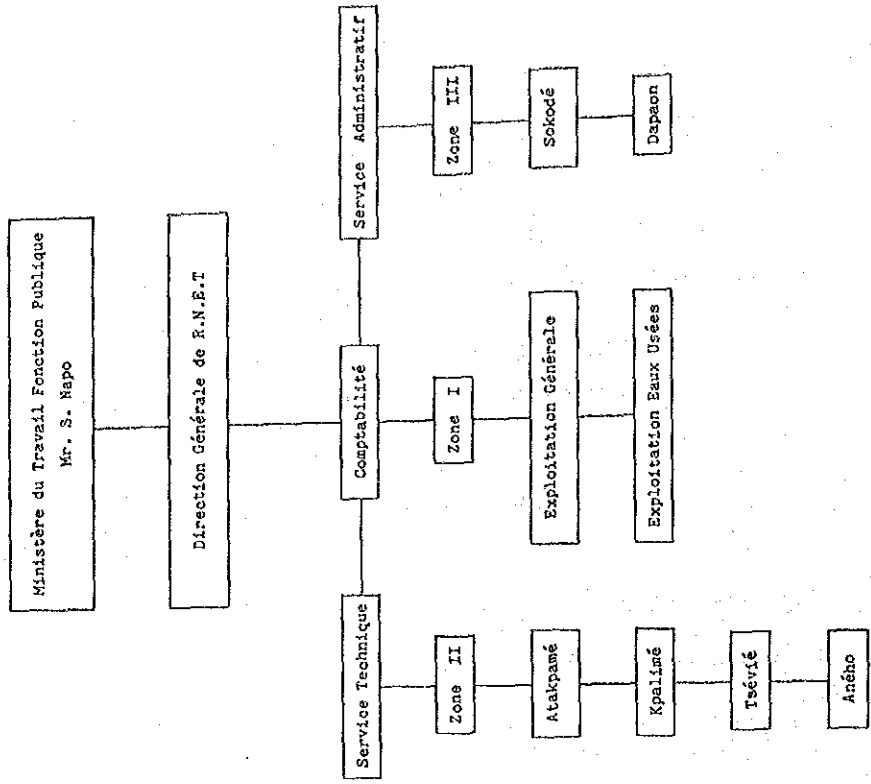 Ministère du Travail Fonction Publique
Mr. S. Napo
Direction Générale de R.N.E.T
Service Technique
Comptabilité
Service Administratif
Zone II
Zone I
Zone III
Atakpamé
Exploitation Générale
Sokodé
Kpalimé
Exploitation Eaux Usées
Dapaon
Tsévié
Aného